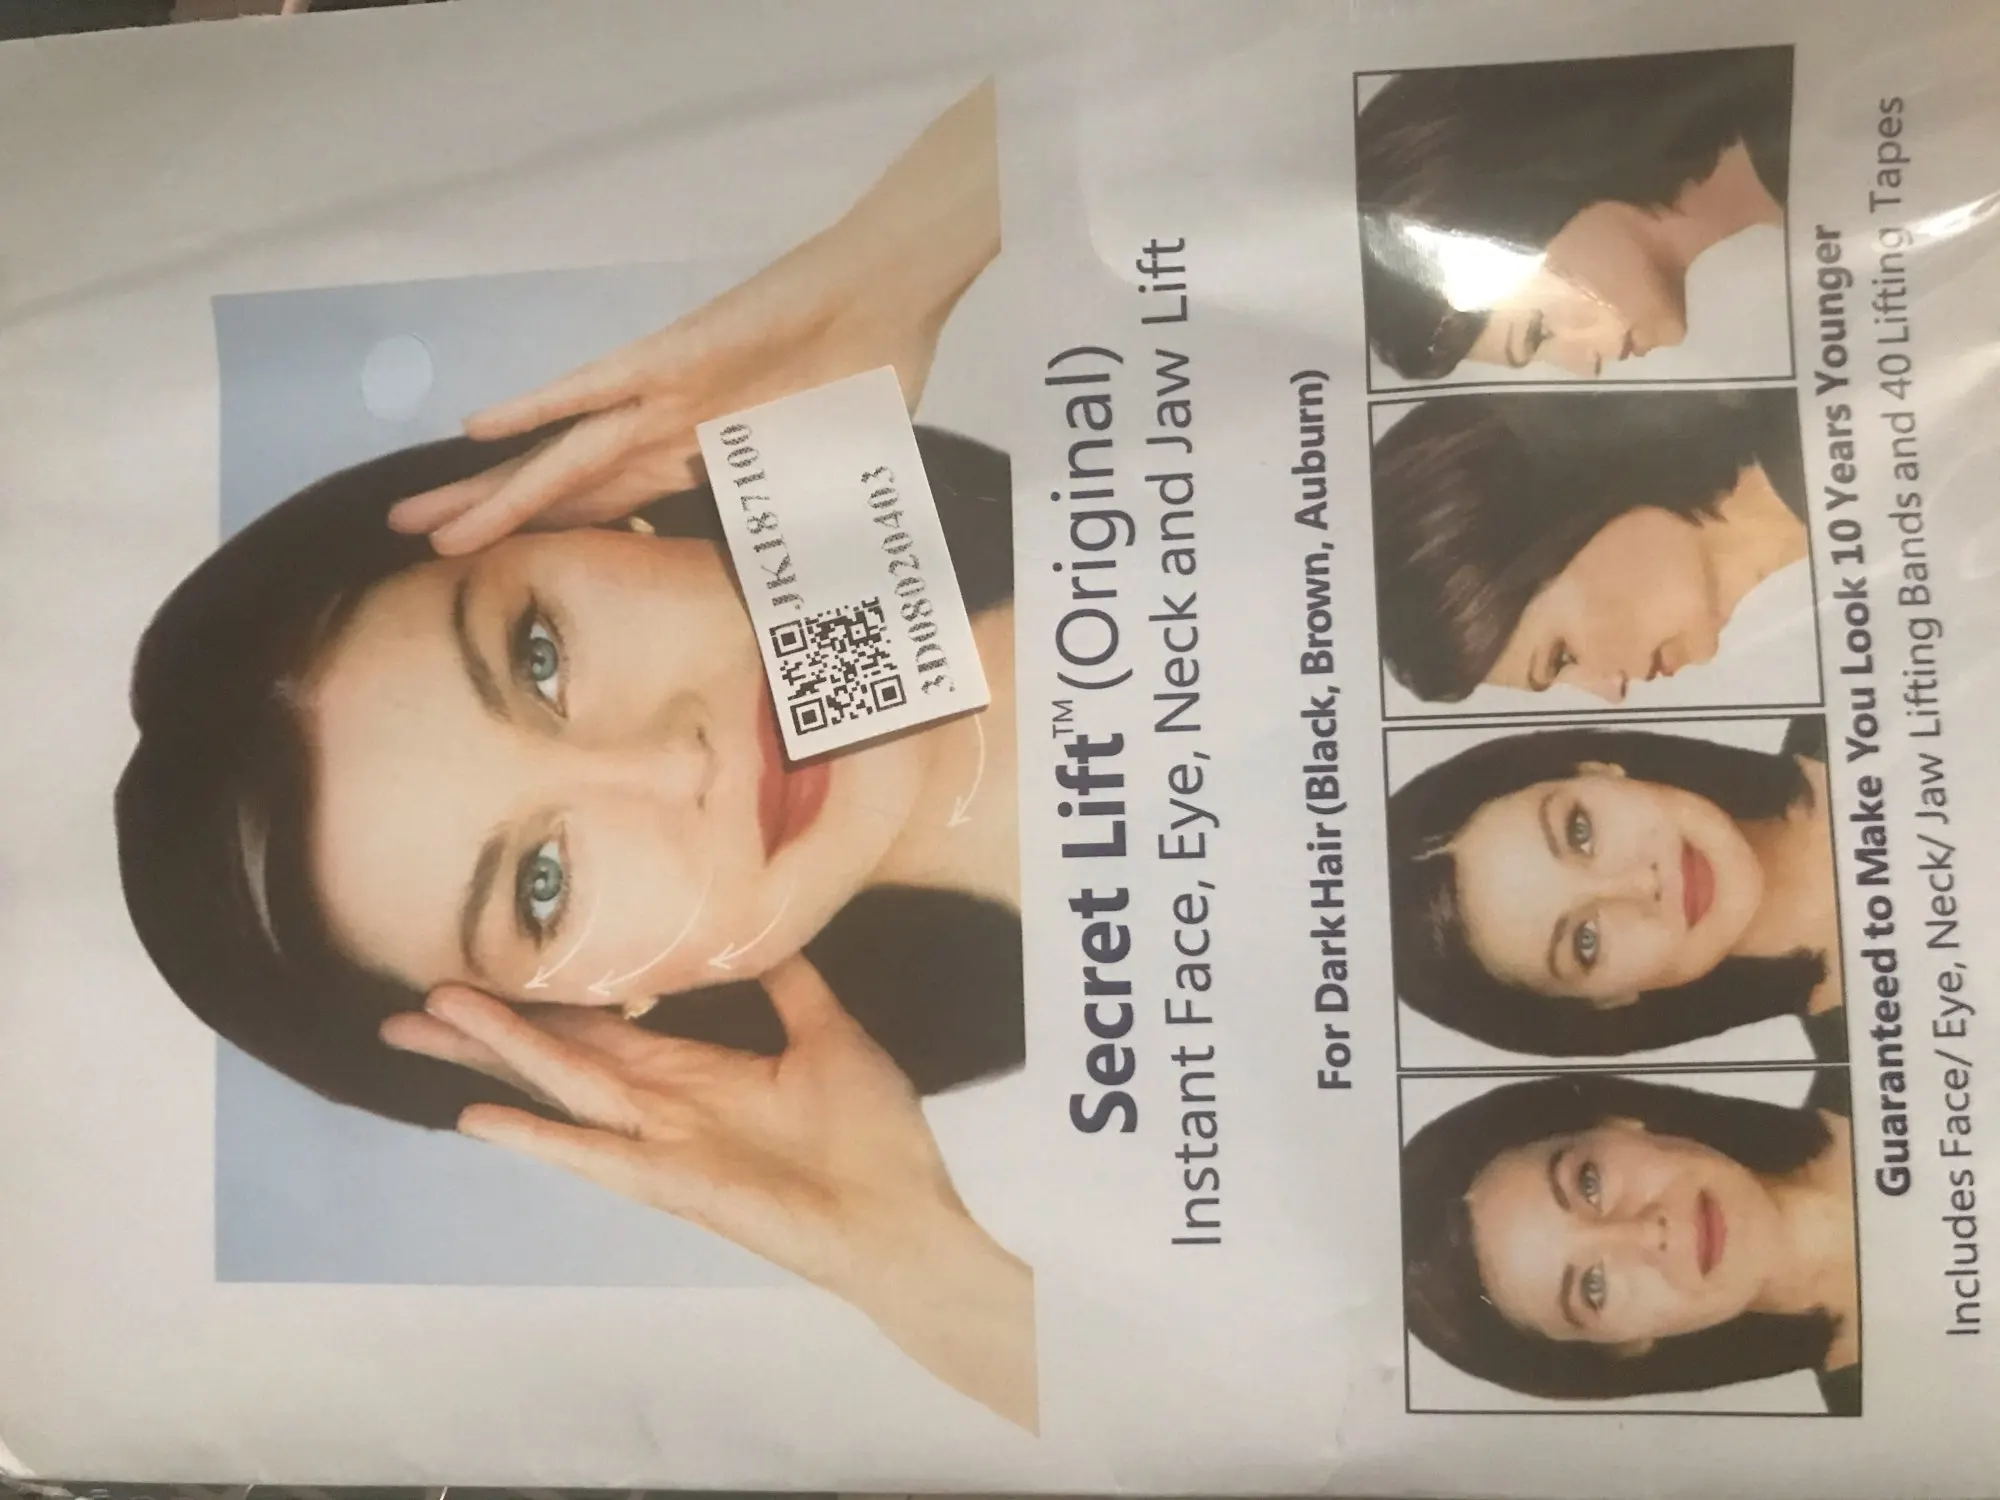 JK187100
3D08020403
Secret Lift™ (Original)
Instant Face, Eye, Neck and Jaw Lift
For Dark Hair (Black, Brown, Auburn)
Guaranteed to Make You Look 10 Years Younger
Includes Face/ Eye, Neck/ Jaw Lifting Bands and 40 Lifting Tapes